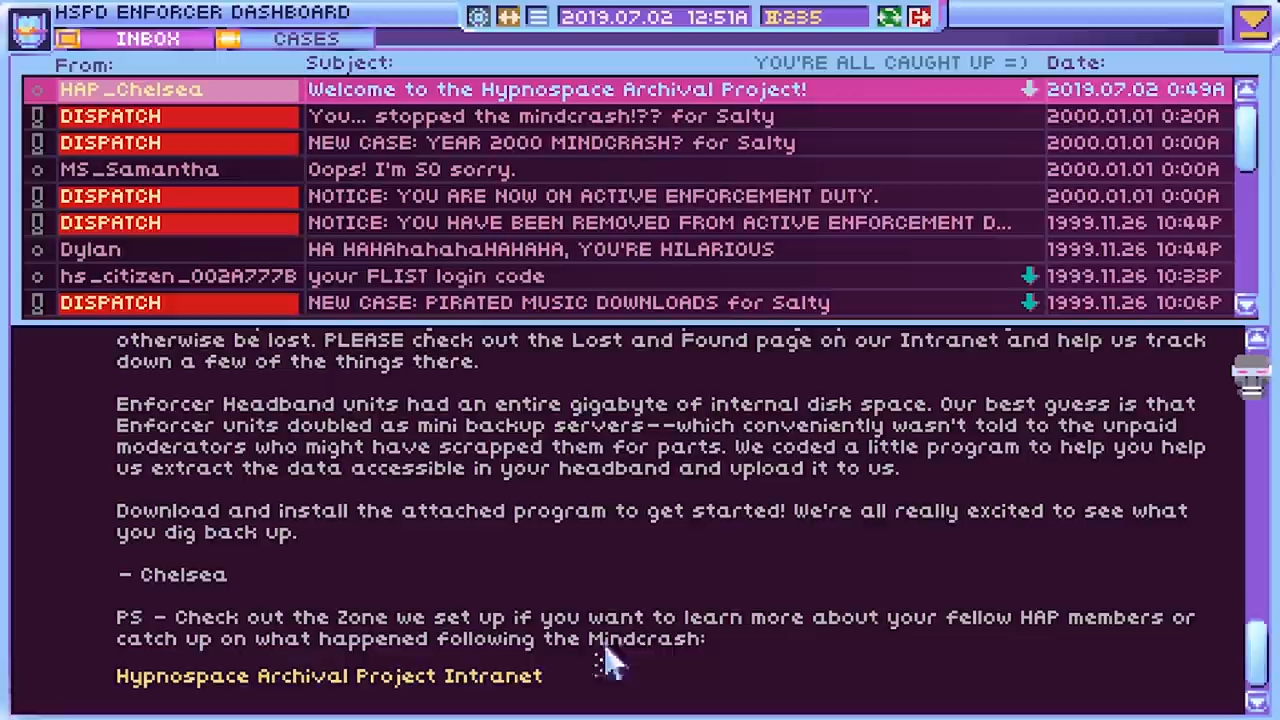 HSPD ENFORCER DASHBOARD
2019.07.02 12:51A
235
INBOX
CASES
From:
Subject:
YOU'RE ALL CAUGHT UP =)
Date:
HAP_Chelsea Welcome to the Hypnospace Archival Project! 2019.07.02 0:49A
DISPATCH You... stopped the mindcrash!?? for Salty 2000.01.01 0:20A
DISPATCH NEW CASE: YEAR 2000 MINDCRASH? for Salty 2000.01.01 0:00A
MS_Samantha Oops! I'm SO sorry. 2000.01.01 0:00A
DISPATCH NOTICE: YOU ARE NOW ON ACTIVE ENFORCEMENT DUTY. 2000.01.01 0:00A
DISPATCH NOTICE: YOU HAVE BEEN REMOVED FROM ACTIVE ENFORCEMENT D... 1999.11.26 10:44P
Dylan HA HAHAhahahaHAHAHA, YOU'RE HILARIOUS 1999.11.26 10:44P
hs_citizen_002A777B your FLIST login code 1999.11.26 10:33P
DISPATCH NEW CASE: PIRATED MUSIC DOWNLOADS for Salty 1999.11.26 10:06P
otherwise be lost. PLEASE check out the Lost and Found page on our Intranet and help us track
down a few of the things there.
Enforcer Headband units had an entire gigabyte of internal disk space. Our best guess is that
Enforcer units doubled as mini backup servers--which conveniently wasn't told to the unpaid
moderators who might have scrapped them for parts. We coded a little program to help you help
us extract the data accessible in your headband and upload it to us.
Download and install the attached program to get started! We're all really excited to see what
you dig back up.
- Chelsea
PS - Check out the Zone we set up if you want to learn more about your fellow HAP members or
catch up on what happened following the Mindcrash:
Hypnospace Archival Project Intranet